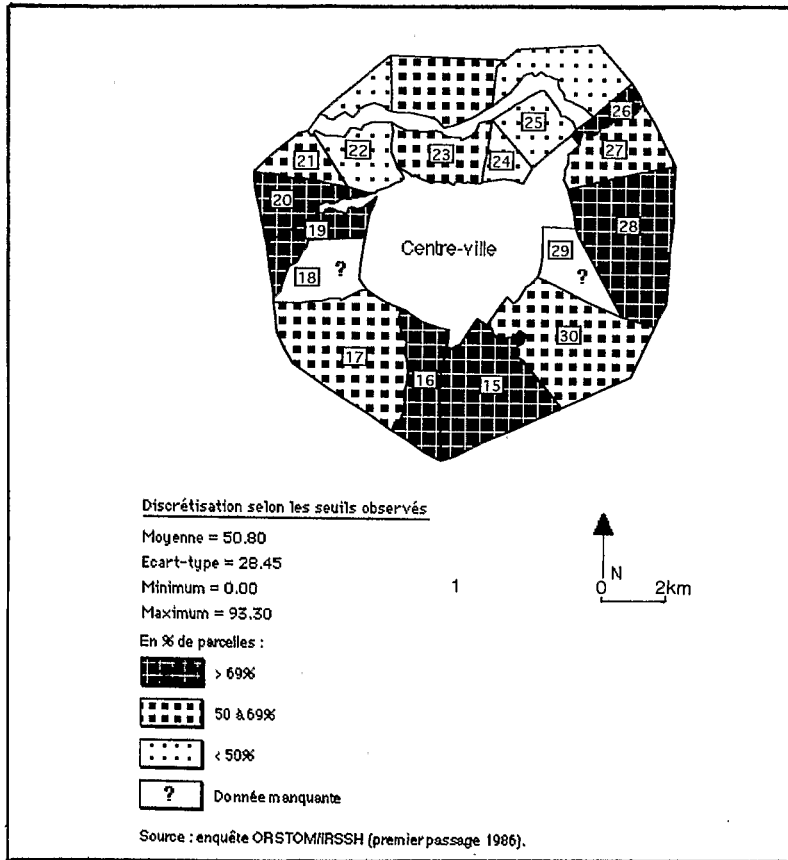 25
26
21
22
23
24
27
20
19
28
Centre-ville
29
18
?
?
17
30
16
15
Discrétisation selon les seuils observés
Moyenne = 50.80
Ecart-type = 28.45
Minimum = 0.00
1
N
0 2km
Maximum = 93.30
En % de parcelles :
> 69%
50 à 69%
< 50%
? Donnée manquante
Source : enquête ORSTOM/IRSSH (premier passage 1986).